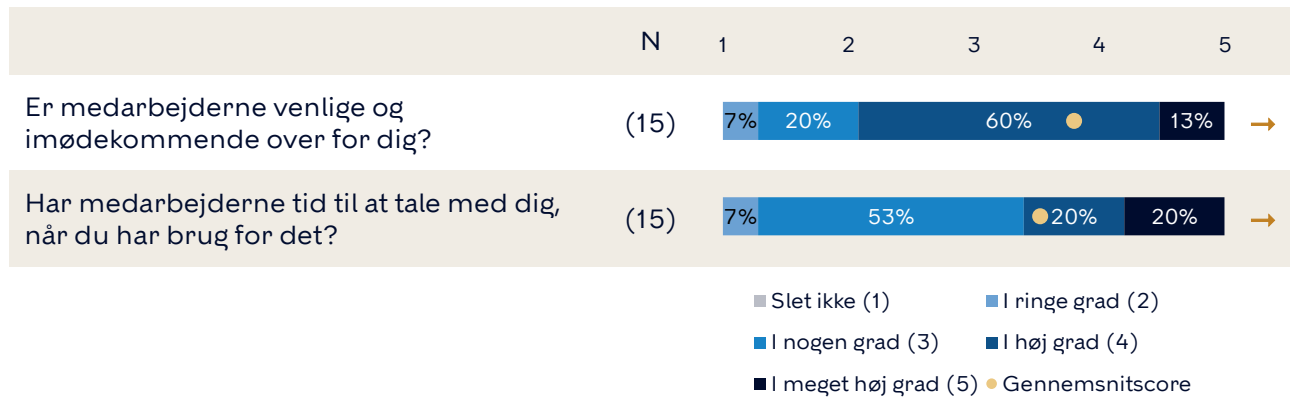 N 1 2 3 4 5
Er medarbejderne venlige og
imødekommende over for dig?
(15) 7% 20% 60% 13% →
Har medarbejderne tid til at tale med dig,
når du har brug for det?
(15) 7% 53% 20% 20% →
Slet ikke (1) I ringe grad (2)
I nogen grad (3) I høj grad (4)
I meget høj grad (5) Gennemsnitscore